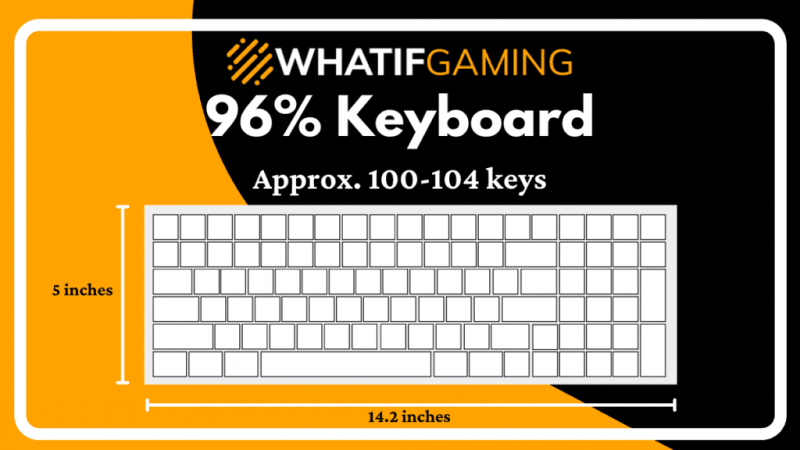 WHATIFGAMING
96% Keyboard
Approx. 100-104 keys
5 inches
14.2 inches